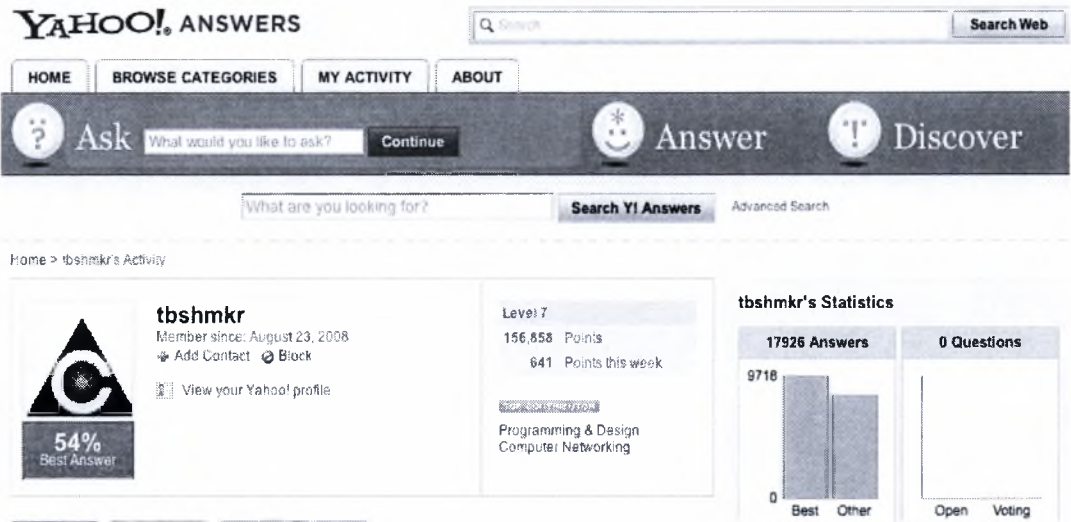 YAHOO! ANSWERS
Search
Search Web
HOME
BROWSE CATEGORIES
MY ACTIVITY
ABOUT
Ask
What would you like to ask?
Continue
Answer
Discover
What are you looking for?
Search Y! Answers
Advanced Search
Home > tbshmkr's Activity
tbshmkr
Member since: August 23, 2008
Add Contact
Block
View your Yahoo! profile
54%
Best Answer
Level 7
156,858 Points
641 Points this week
TOP CONTRIBUTOR
Programming & Design
Computer Networking
tbshmkr's Statistics
17926 Answers
9718
0
Best Other
0 Questions
Open Voting